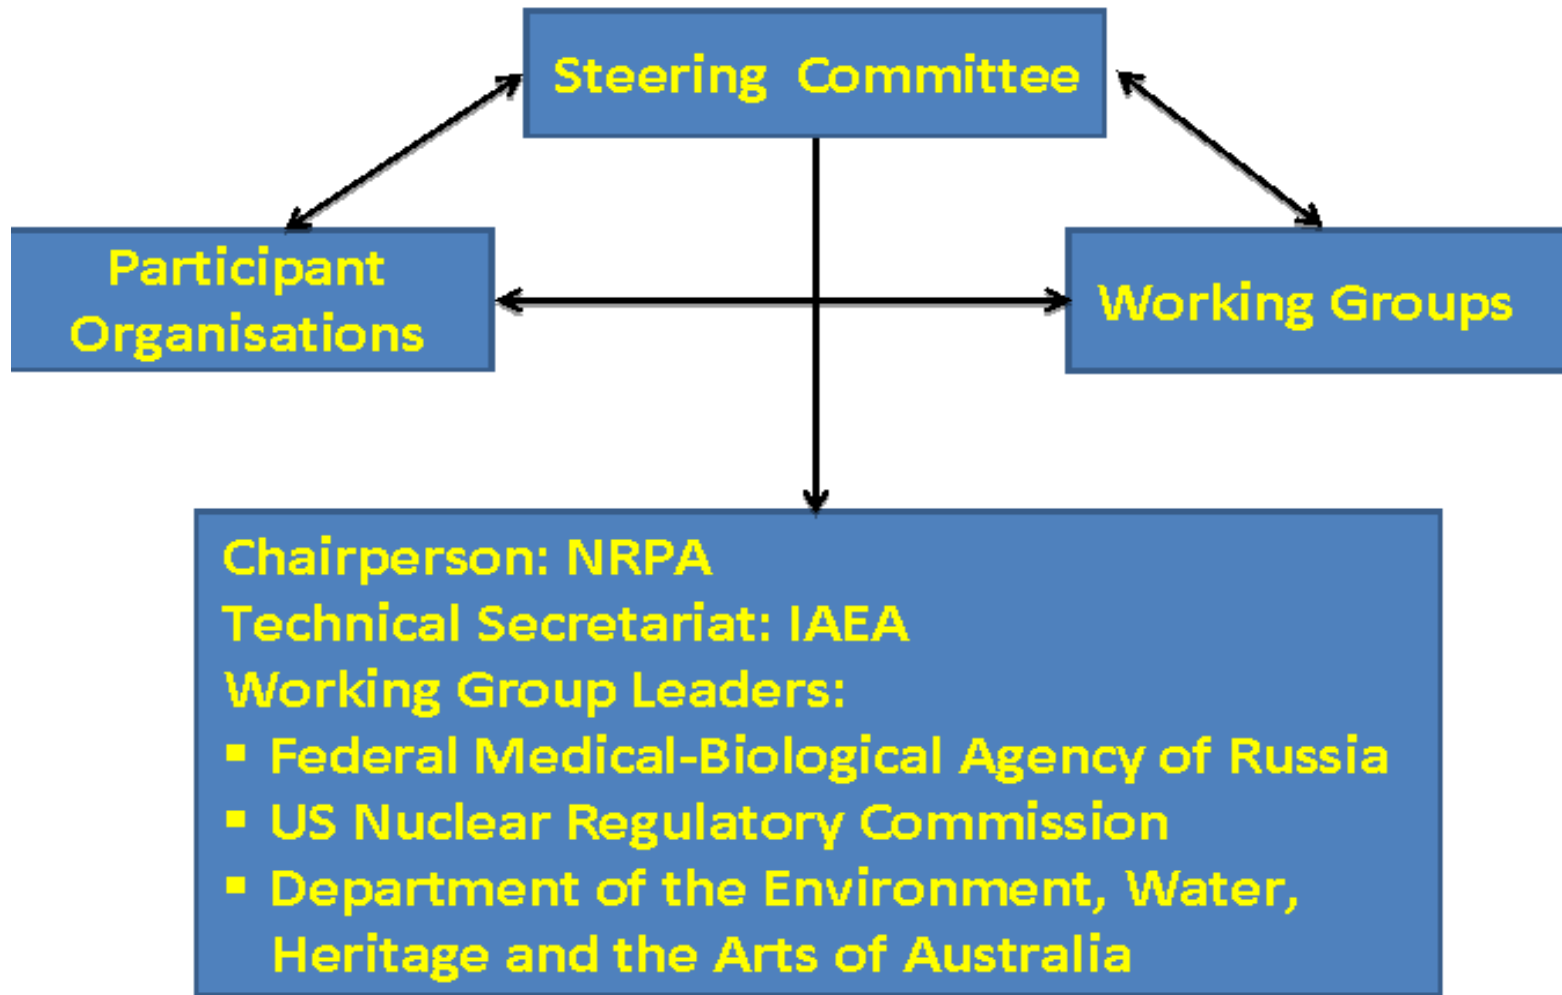 Steering Committee
Participant
Organisations
Working Groups
Chairperson: NRPA
Technical Secretariat: IAEA
Working Group Leaders:
▪ Federal Medical-Biological Agency of Russia
▪ US Nuclear Regulatory Commission
▪ Department of the Environment, Water,
Heritage and the Arts of Australia